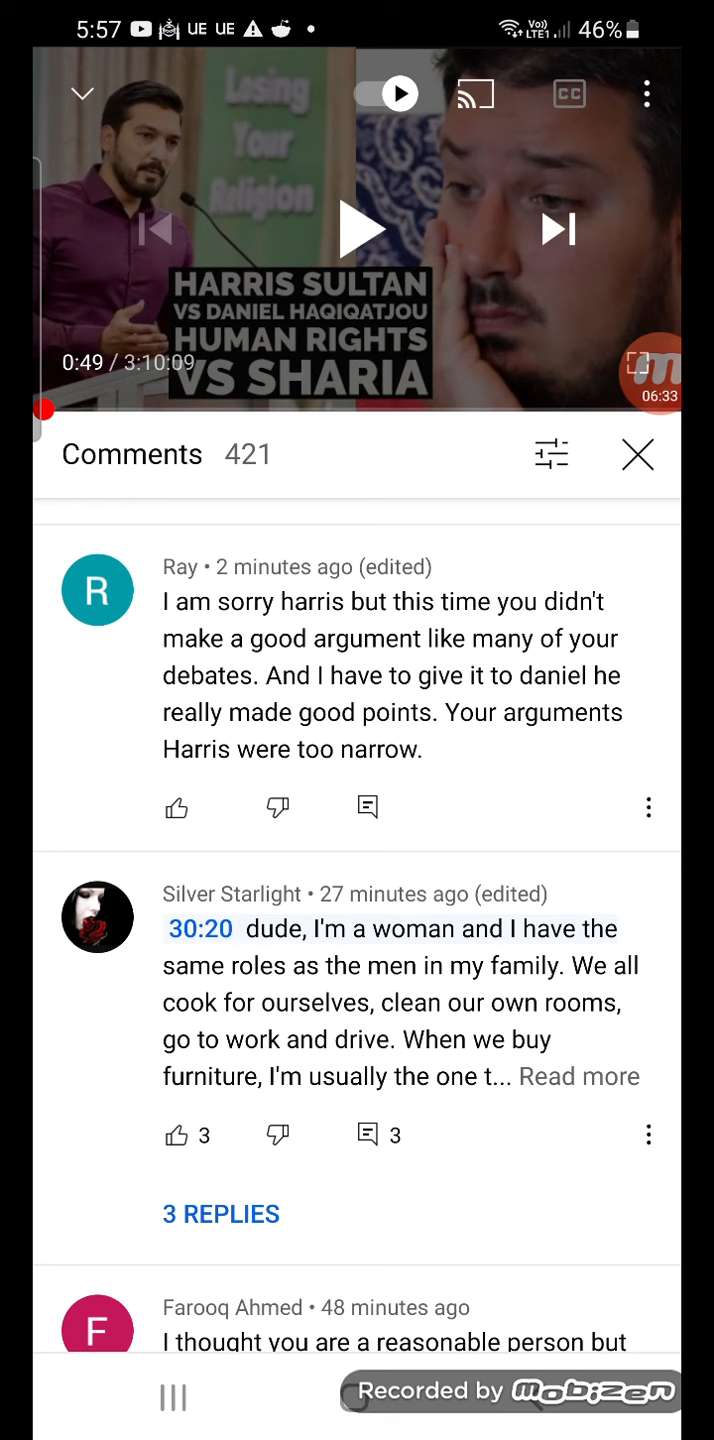 5:57 UE UE Vo)) LTE1 46%
Losing
Your
Religion
CC
HARRIS SULTAN
VS DANIEL HAQIQATJOU
HUMAN RIGHTS
VS SHARIA
0:49 / 3:10:09
m
06:33
Comments 421
R
Ray • 2 minutes ago (edited)
I am sorry harris but this time you didn't
make a good argument like many of your
debates. And I have to give it to daniel he
really made good points. Your arguments
Harris were too narrow.
Silver Starlight • 27 minutes ago (edited)
30:20 dude, I'm a woman and I have the
same roles as the men in my family. We all
cook for ourselves, clean our own rooms,
go to work and drive. When we buy
furniture, I'm usually the one t... Read more
3 3
3 REPLIES
F
Farooq Ahmed • 48 minutes ago
I thought you are a reasonable person but
Recorded by mobizen